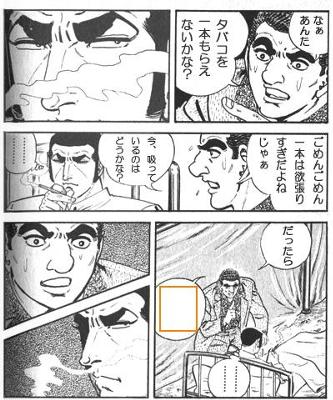 なぁ
あんた
タバコを
一本もらえ
ないかな?
ごめんごめん
一本は欲張り
すぎだよね
じゃぁ
今、吸って
いるのは
どうかな?
…………
だったら
…………